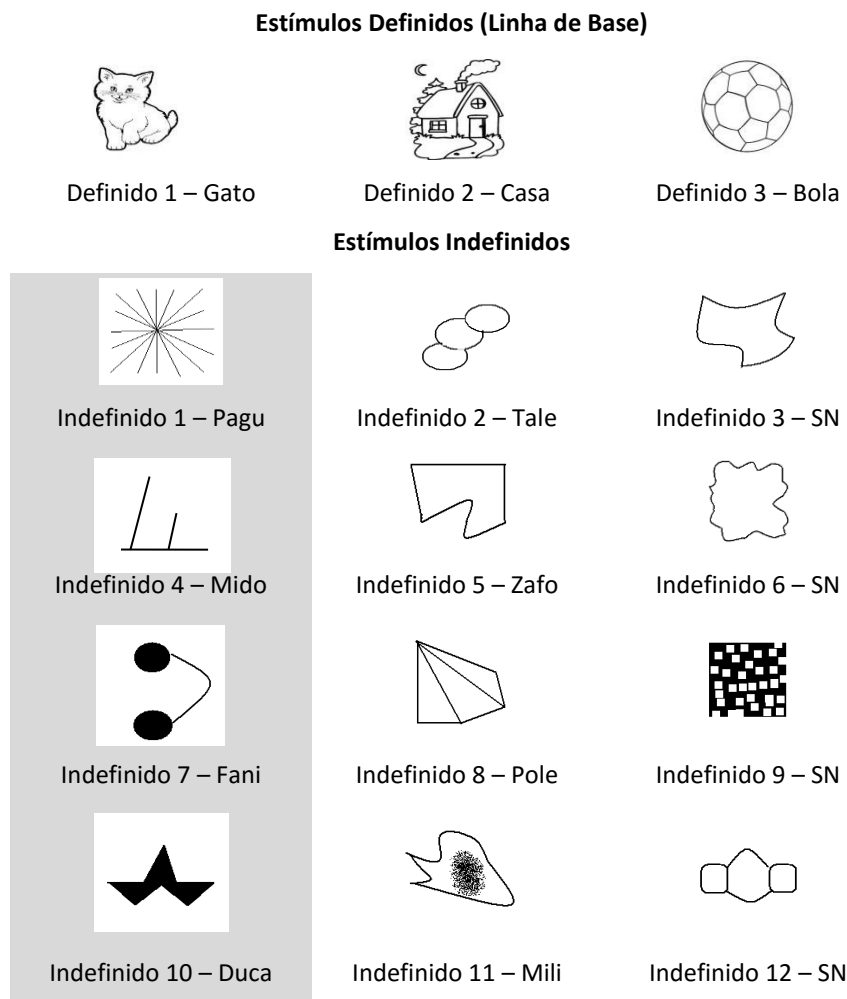 Estímulos Definidos (Linha de Base)
Definido 1 – Gato
Definido 2 – Casa
Definido 3 – Bola
Estímulos Indefinidos
Indefinido 1 – Pagu
Indefinido 2 – Tale
Indefinido 3 – SN
Indefinido 4 – Mido
Indefinido 5 – Zafo
Indefinido 6 – SN
Indefinido 7 – Fani
Indefinido 8 – Pole
Indefinido 9 – SN
Indefinido 10 – Duca
Indefinido 11 – Mili
Indefinido 12 – SN